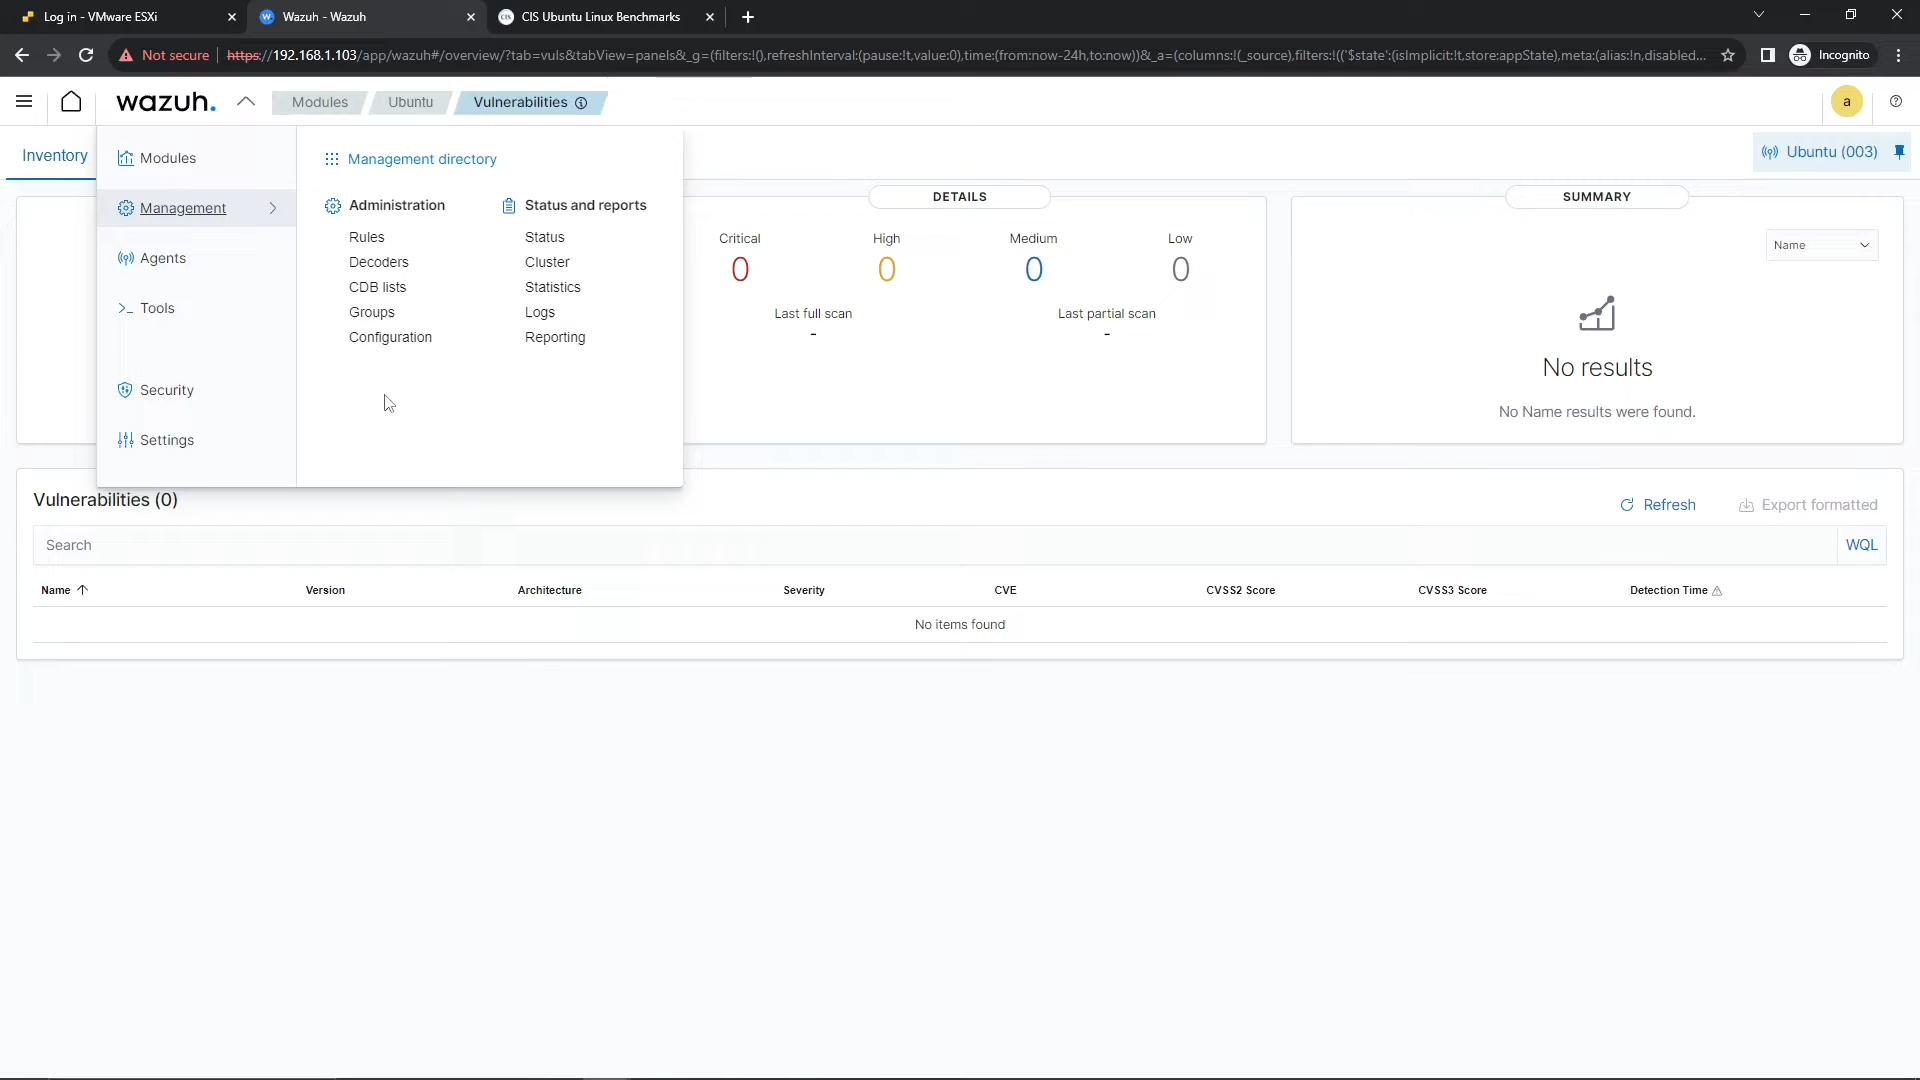 Log in - VMware ESXi
Wazuh - Wazuh
CIS Ubuntu Linux Benchmarks
Not secure
https://192.168.1.103/app/wazuh#/overview/?tab=vuls&tabView=panels&_g=(filters:!(),refreshInterval:(pause:!t,value:0),time:(from:now-24h,to:now))&_a=(columns:!(_source),filters:!(('$state':(isImplicit:!t,store:appState),meta:(alias:!n,disabled...
Incognito
wazuh.
Modules
Ubuntu
Vulnerabilities
a
Inventory
Ubuntu (003)
Modules
Management
Agents
Tools
Security
Settings
Management directory
Administration
Rules
Decoders
CDB lists
Groups
Configuration
Status and reports
Status
Cluster
Statistics
Logs
Reporting
DETAILS
Critical
0
High
0
Medium
0
Low
0
Last full scan
-
Last partial scan
-
SUMMARY
Name
No results
No Name results were found.
Vulnerabilities (0)
Refresh
Export formatted
Search
WQL
Name
Version
Architecture
Severity
CVE
CVSS2 Score
CVSS3 Score
Detection Time
No items found